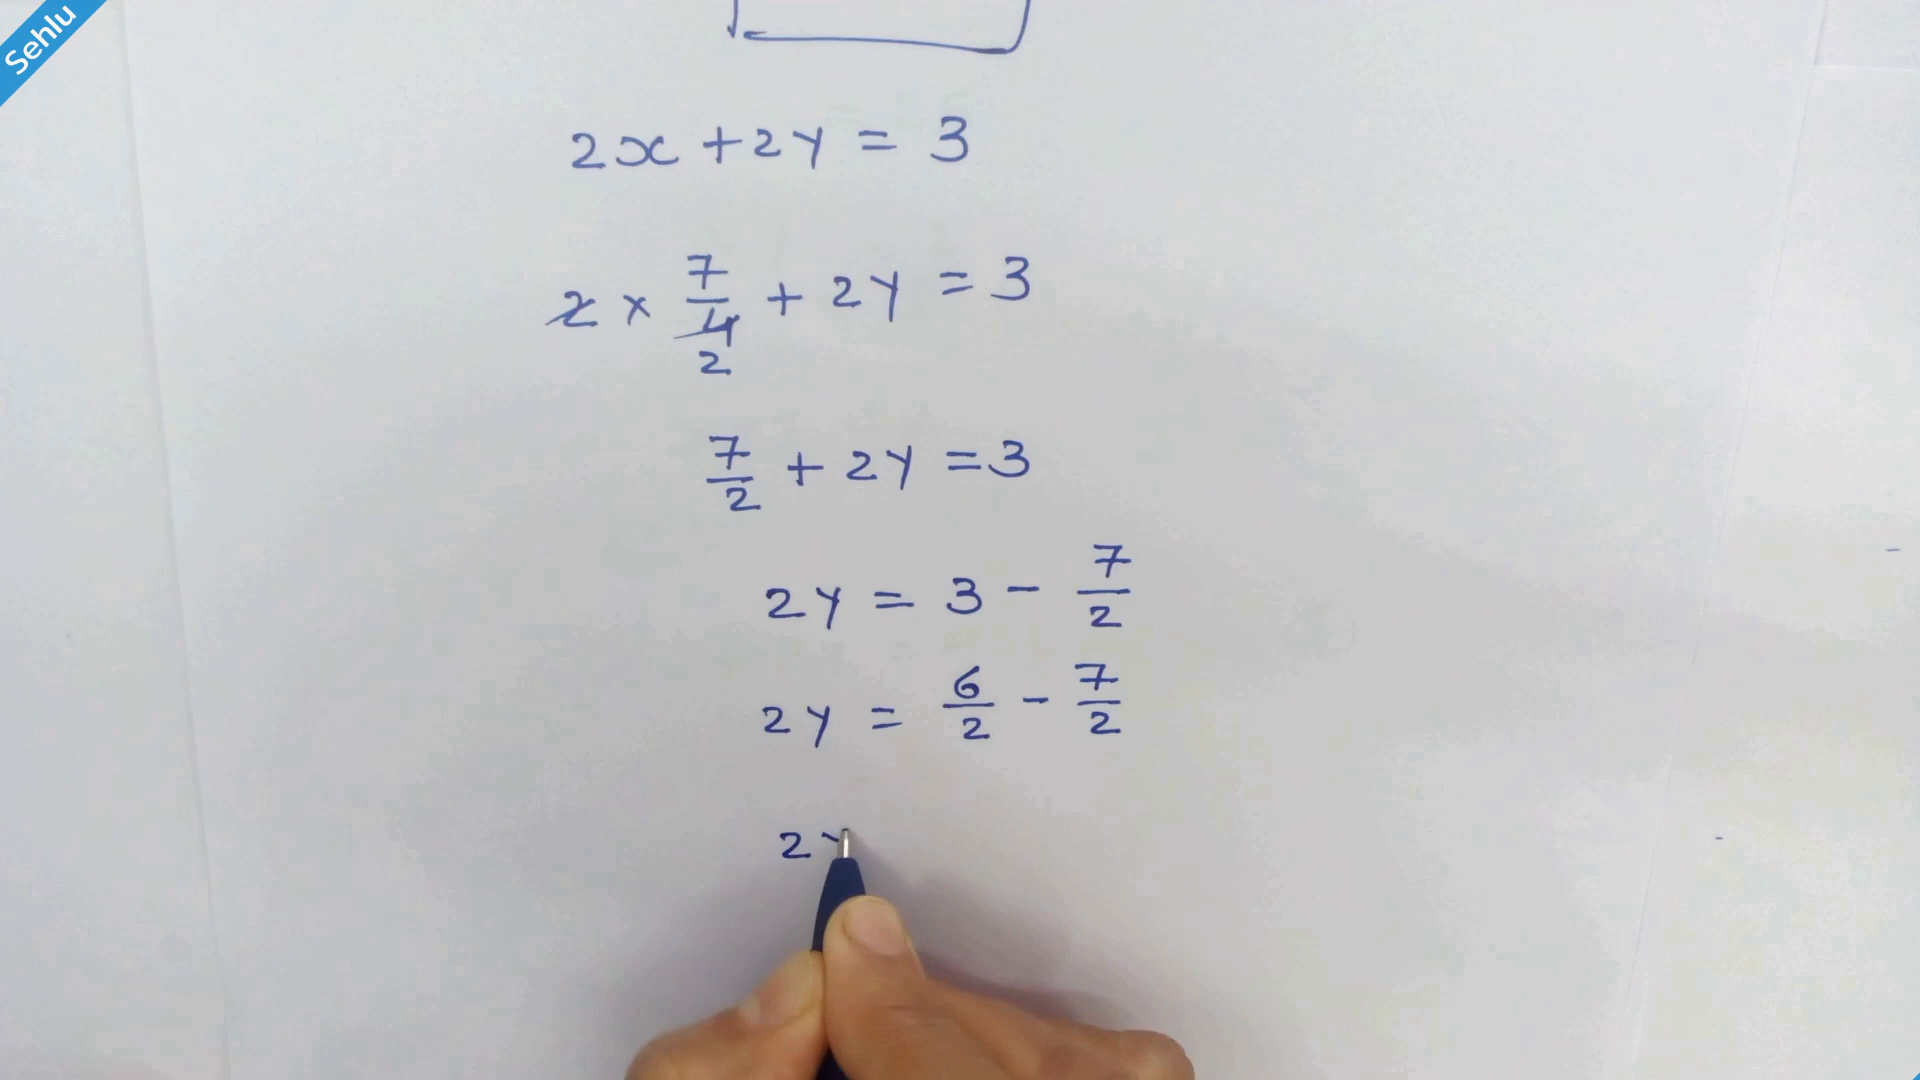 Sehlu
2x + 2y = 3
2 × 7/4 + 2y = 3
2
7/2 + 2y = 3
2y = 3 - 7/2
2y = 6/2 - 7/2
2y